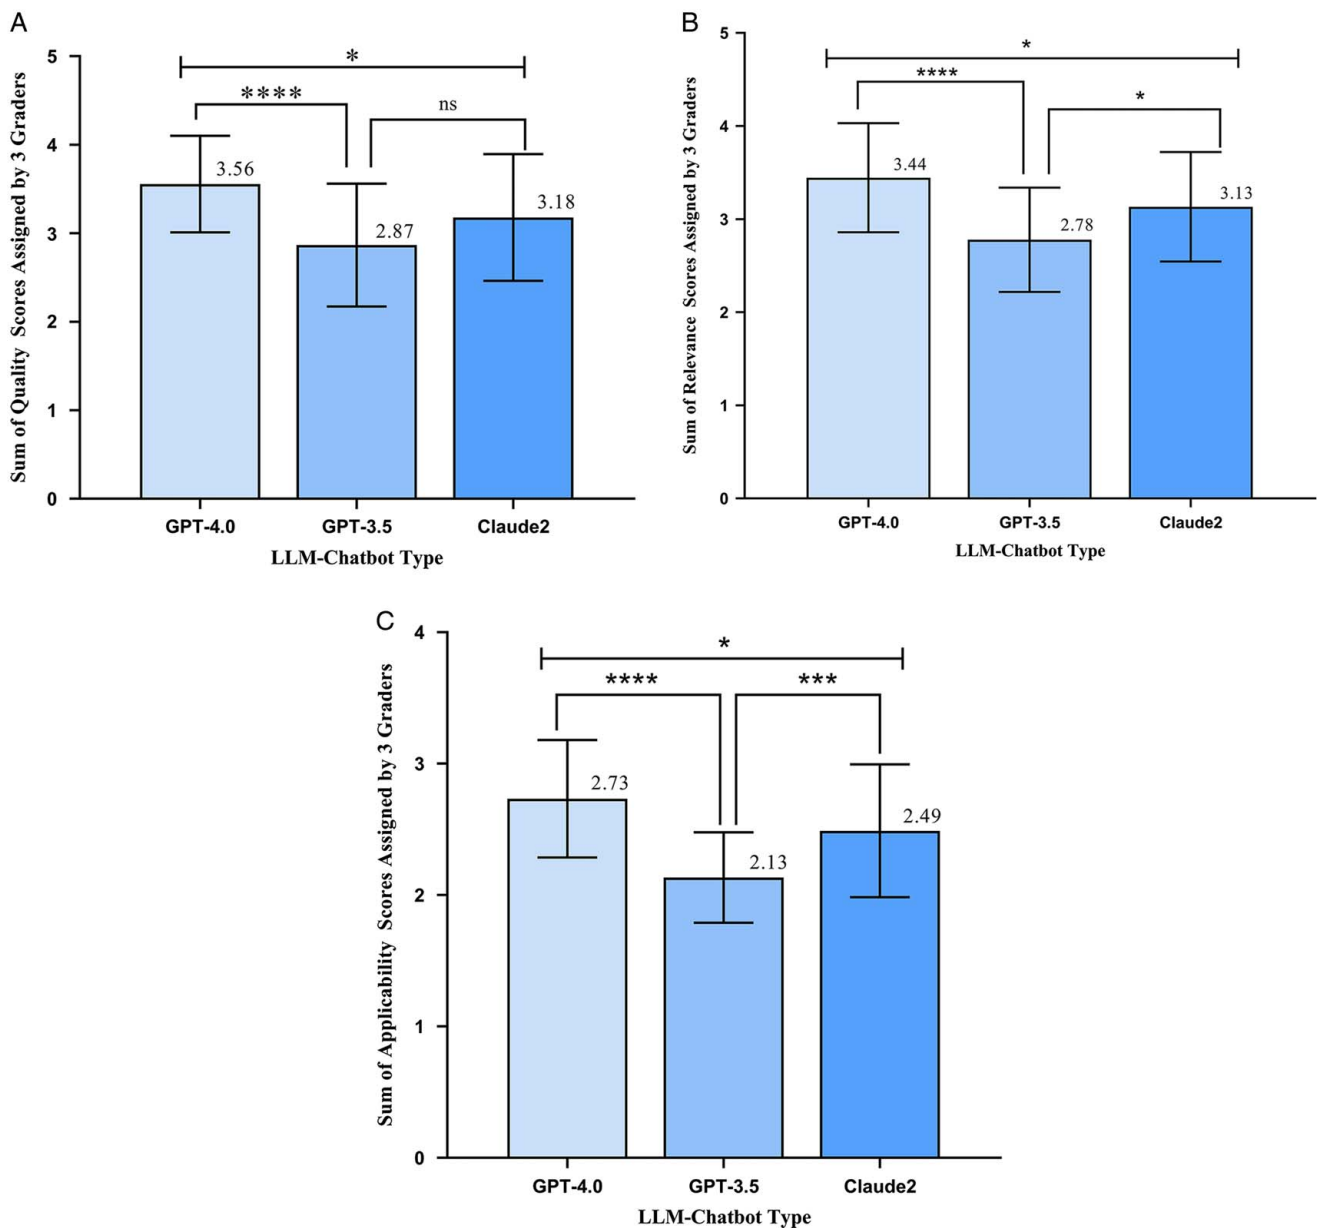 A
Sum of Quality Scores Assigned by 3 Graders
5
4
3
2
1
0
*
****
ns
3.56
2.87
3.18
GPT-4.0 GPT-3.5 Claude2
LLM-Chatbot Type
B
Sum of Relevance Scores Assigned by 3 Graders
5
4
3
2
1
0
*
****
*
3.44
2.78
3.13
GPT-4.0 GPT-3.5 Claude2
LLM-Chatbot Type
C
Sum of Applicability Scores Assigned by 3 Graders
4
3
2
1
0
*
**** ***
2.73
2.13
2.49
GPT-4.0 GPT-3.5 Claude2
LLM-Chatbot Type